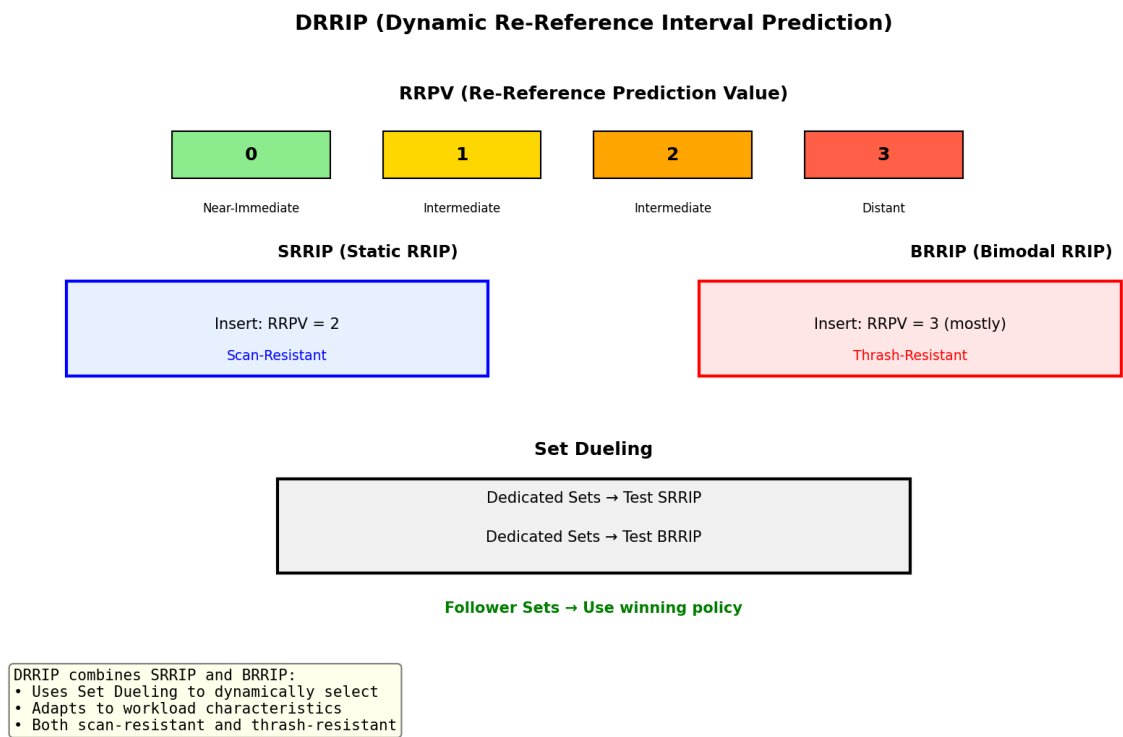 DRRIP (Dynamic Re-Reference Interval Prediction)
RRPV (Re-Reference Prediction Value)
0 1 2 3
Near-Immediate Intermediate Intermediate Distant
SRRIP (Static RRIP) BRRIP (Bimodal RRIP)
Insert: RRPV = 2 Insert: RRPV = 3 (mostly)
Scan-Resistant Thrash-Resistant
Set Dueling
Dedicated Sets → Test SRRIP
Dedicated Sets → Test BRRIP
Follower Sets → Use winning policy
DRRIP combines SRRIP and BRRIP:
• Uses Set Dueling to dynamically select
• Adapts to workload characteristics
• Both scan-resistant and thrash-resistant